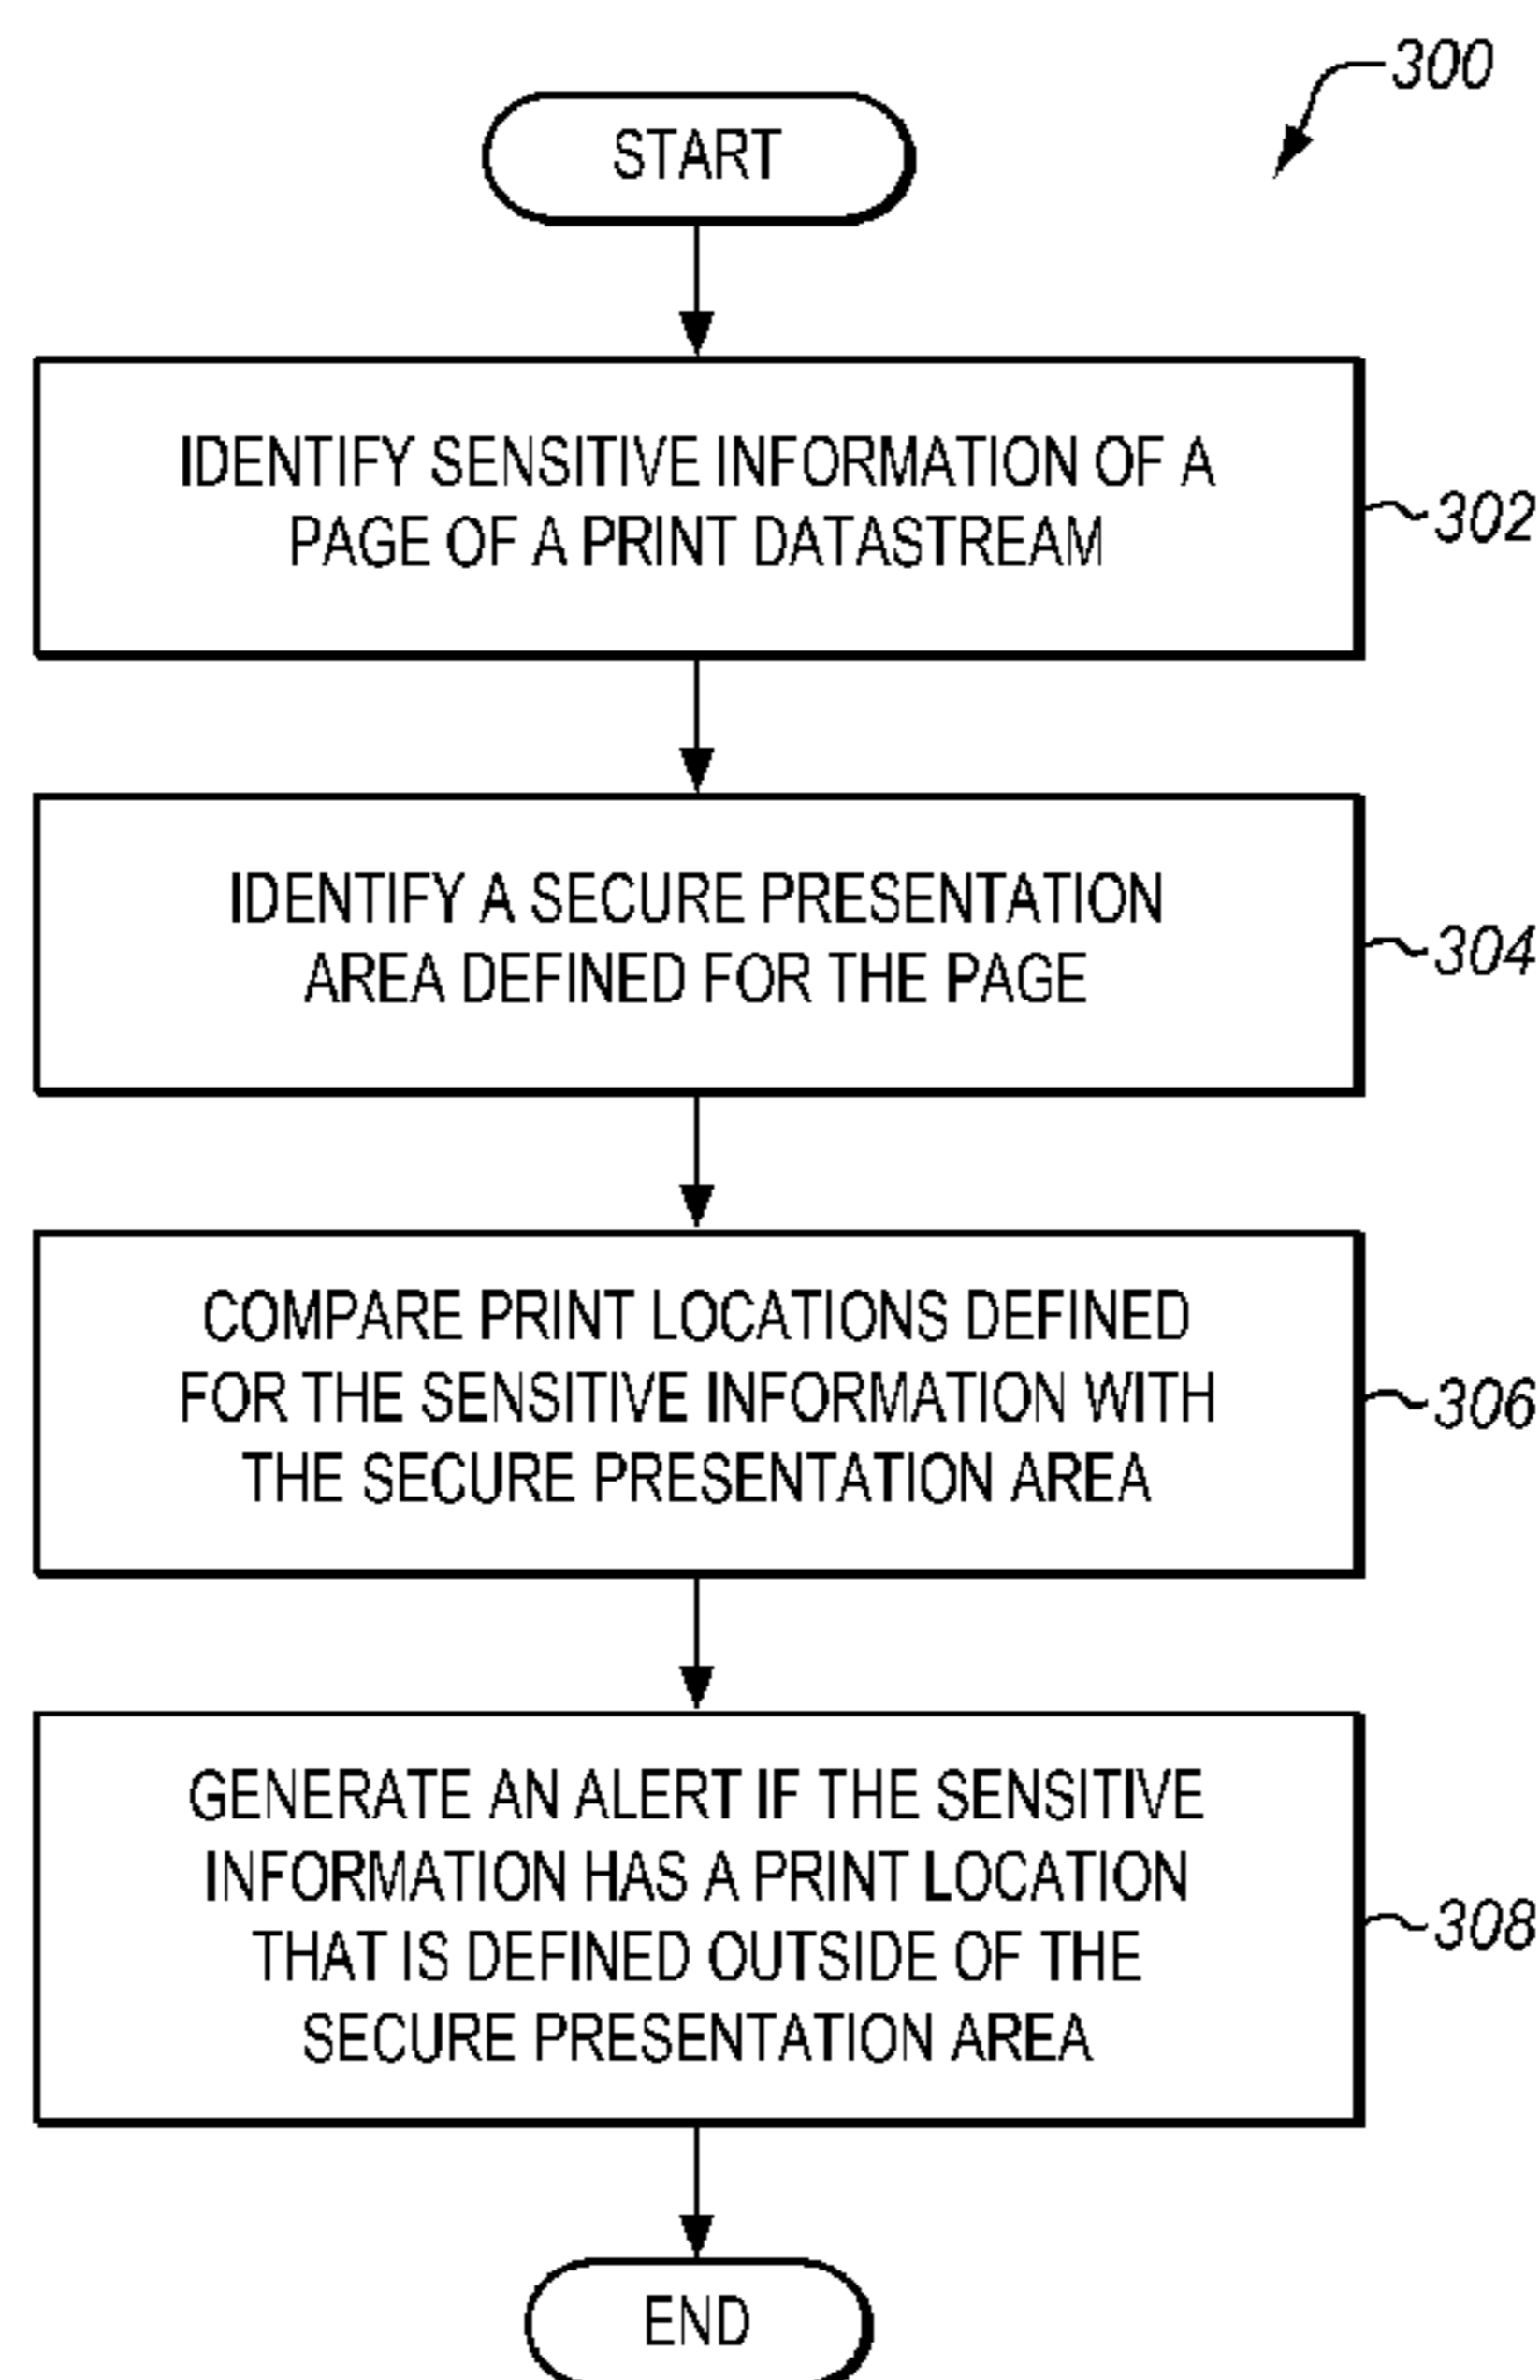 300
START
IDENTIFY SENSITIVE INFORMATION OF A
PAGE OF A PRINT DATASTREAM
302
IDENTIFY A SECURE PRESENTATION
AREA DEFINED FOR THE PAGE
304
COMPARE PRINT LOCATIONS DEFINED
FOR THE SENSITIVE INFORMATION WITH
THE SECURE PRESENTATION AREA
306
GENERATE AN ALERT IF THE SENSITIVE
INFORMATION HAS A PRINT LOCATION
THAT IS DEFINED OUTSIDE OF THE
SECURE PRESENTATION AREA
308
END